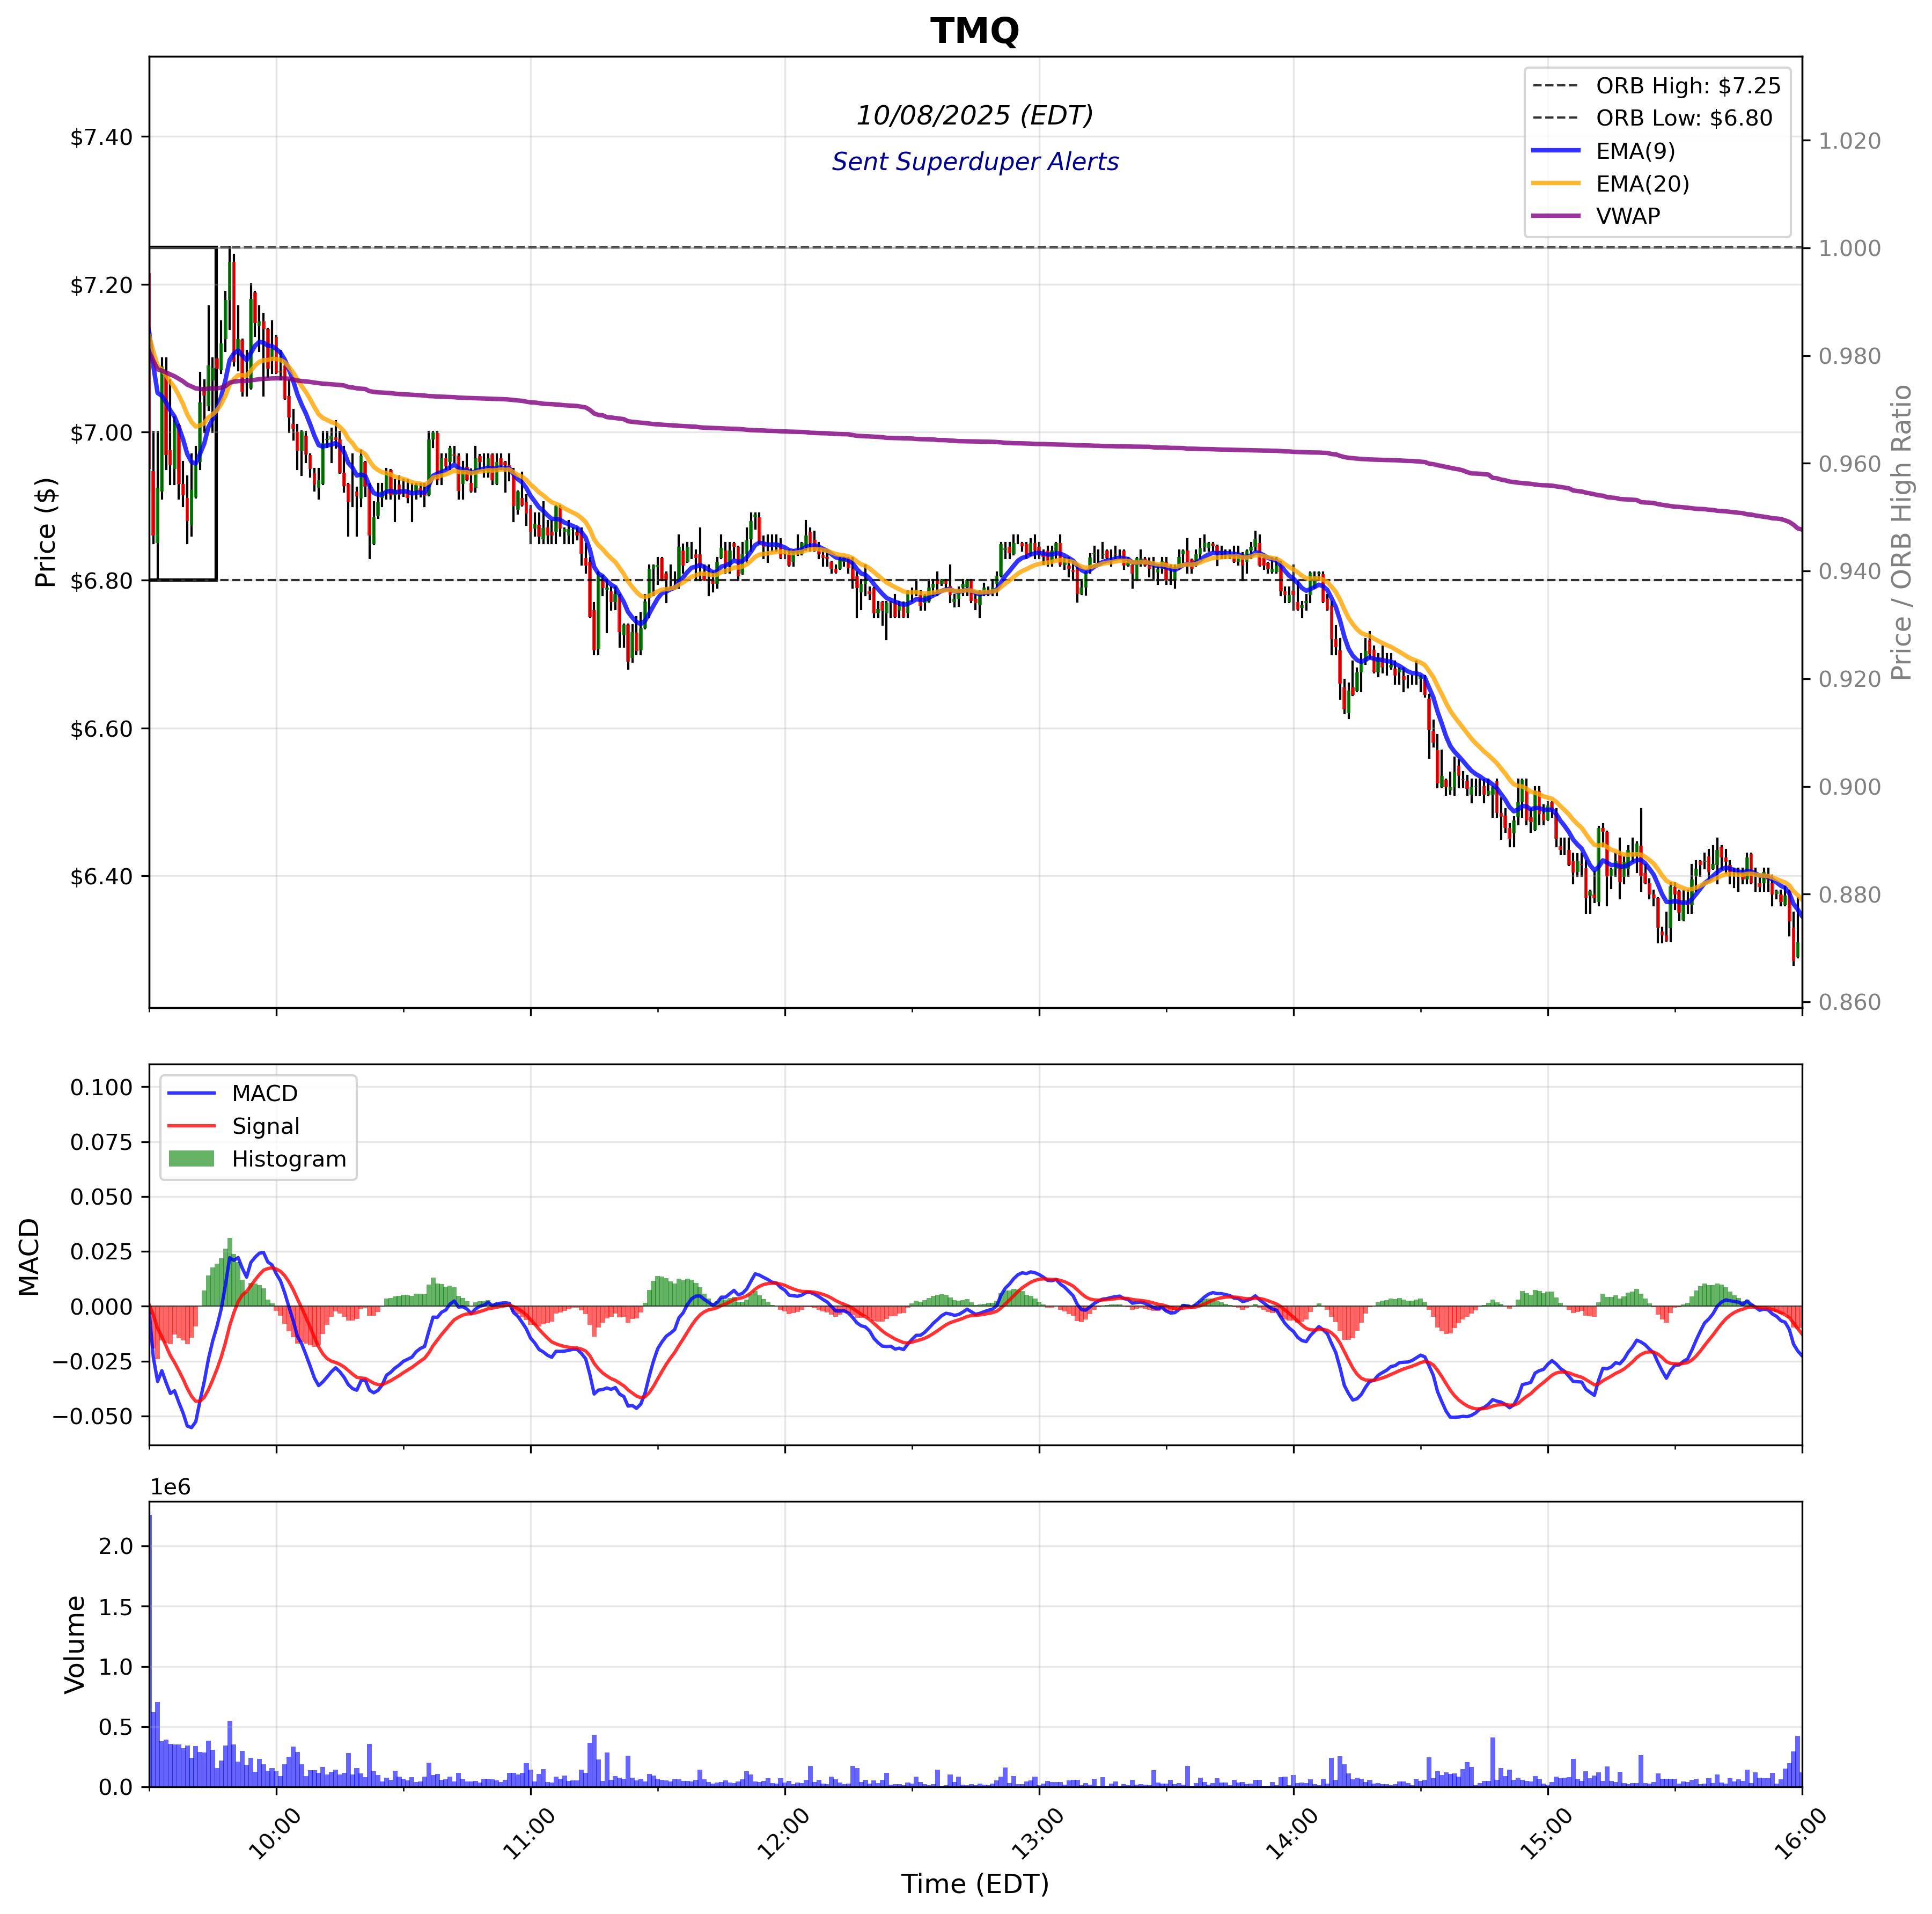 TMQ
10/08/2025 (EDT)
Sent Superduper Alerts
ORB High: $7.25
ORB Low: $6.80
EMA(9)
EMA(20)
VWAP
Price ($)
$7.40
$7.20
$7.00
$6.80
$6.60
$6.40
1.020
1.000
0.980
0.960
0.940
0.920
0.900
0.880
0.860
Price / ORB High Ratio
MACD
Signal
Histogram
MACD
0.100
0.075
0.050
0.025
0.000
−0.025
−0.050
1e6
Volume
2.0
1.5
1.0
0.5
0.0
10:00
11:00
12:00
13:00
14:00
15:00
16:00
Time (EDT)